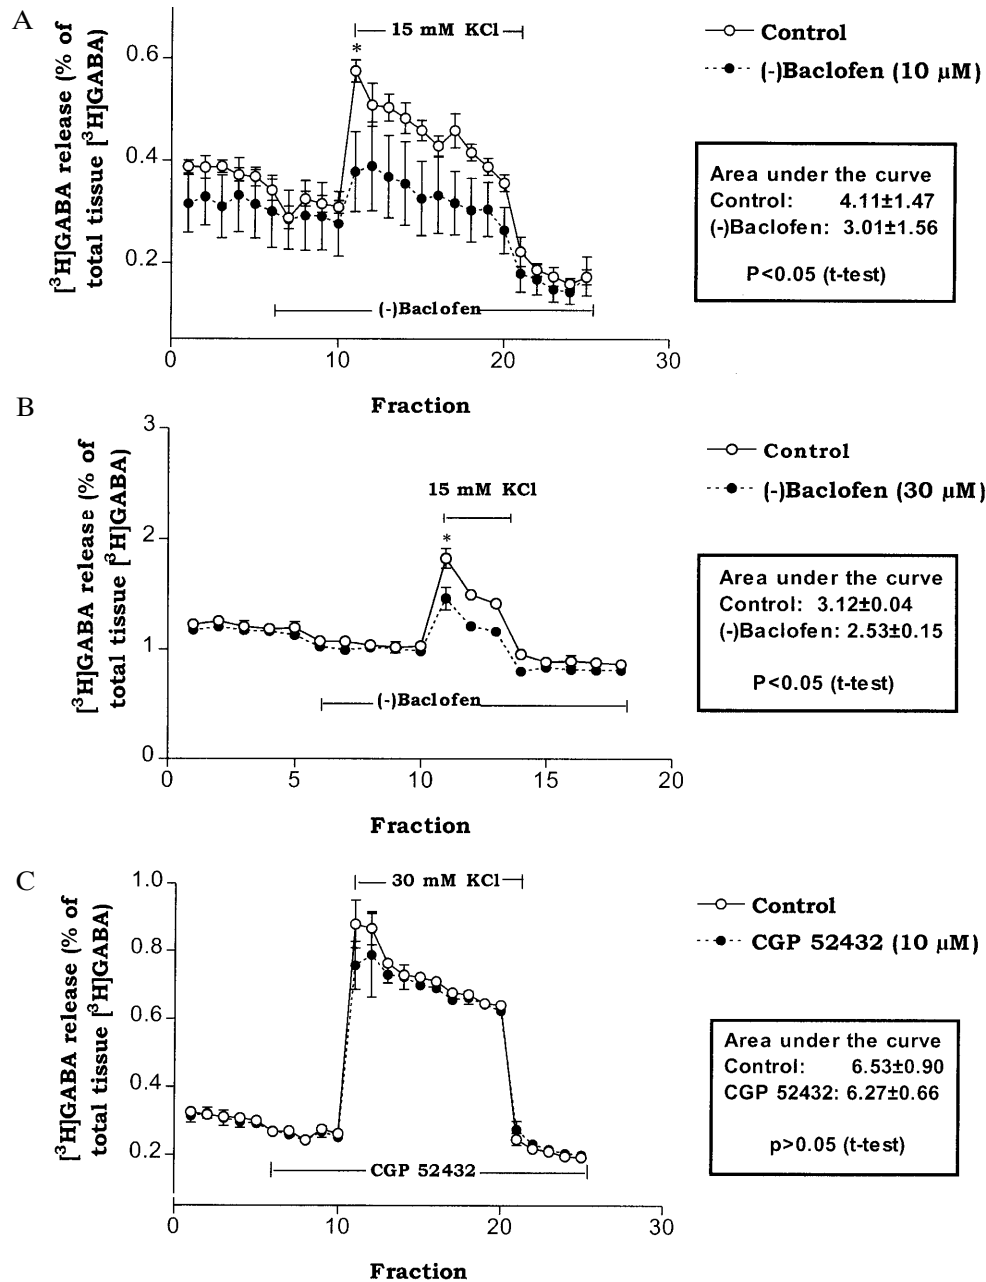 A
[³H]GABA release (% of
total tissue [³H]GABA)
0.6
0.4
0.2
15 mM KCl
*
(-)Baclofen
0
10
20
30
Fraction
Control
(-)Baclofen (10 µM)
Area under the curve
Control: 4.11±1.47
(-)Baclofen: 3.01±1.56
P<0.05 (t-test)
B
[³H]GABA release (% of
total tissue [³H]GABA)
3
2
1
0
15 mM KCl
*
(-)Baclofen
0
5
10
15
20
Fraction
Control
(-)Baclofen (30 µM)
Area under the curve
Control: 3.12±0.04
(-)Baclofen: 2.53±0.15
P<0.05 (t-test)
C
[³H]GABA release (% of
total tissue [³H]GABA)
1.0
0.8
0.6
0.4
0.2
30 mM KCl
CGP 52432
0
10
20
30
Fraction
Control
CGP 52432 (10 µM)
Area under the curve
Control: 6.53±0.90
CGP 52432: 6.27±0.66
p>0.05 (t-test)